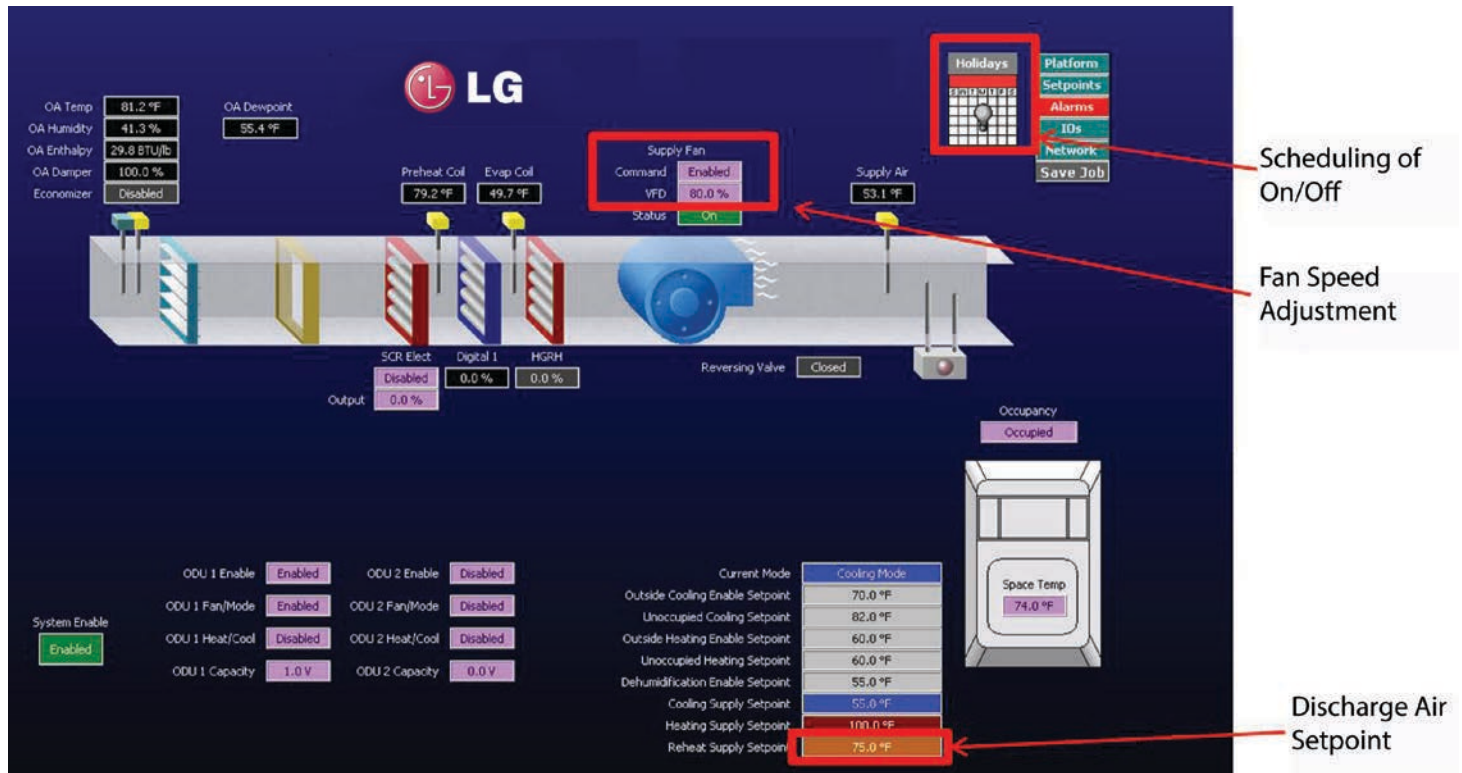 LG
Holidays
S M T W T F S
Platform
Setpoints
Alarms
IOs
Network
Save Job
OA Temp 81.2 °F
OA Humidity 41.3 %
OA Enthalpy 29.8 BTU/lb
OA Damper 100.0 %
Economizer Disabled
OA Dewpoint
55.4 °F
Preheat Coil
79.2 °F
Evap Coil
49.7 °F
Supply Fan
Command Enabled
VFD 80.0 %
Status On
Supply Air
53.1 °F
Scheduling of
On/Off
Fan Speed
Adjustment
SCR Elect
Disabled
Output 0.0 %
Digital 1
0.0 %
HGRH
0.0 %
Reversing Valve Closed
Occupancy
Occupied
Space Temp
74.0 °F
System Enable
Enabled
ODU 1 Enable Enabled
ODU 1 Fan/Mode Enabled
ODU 1 Heat/Cool Disabled
ODU 1 Capacity 1.0 V
ODU 2 Enable Disabled
ODU 2 Fan/Mode Disabled
ODU 2 Heat/Cool Disabled
ODU 2 Capacity 0.0 V
Current Mode Cooling Mode
Outside Cooling Enable Setpoint 70.0 °F
Unoccupied Cooling Setpoint 82.0 °F
Outside Heating Enable Setpoint 60.0 °F
Unoccupied Heating Setpoint 60.0 °F
Dehumidification Enable Setpoint 55.0 °F
Cooling Supply Setpoint 55.0 °F
Heating Supply Setpoint 100.0 °F
Reheat Supply Setpoint 75.0 °F
Discharge Air
Setpoint